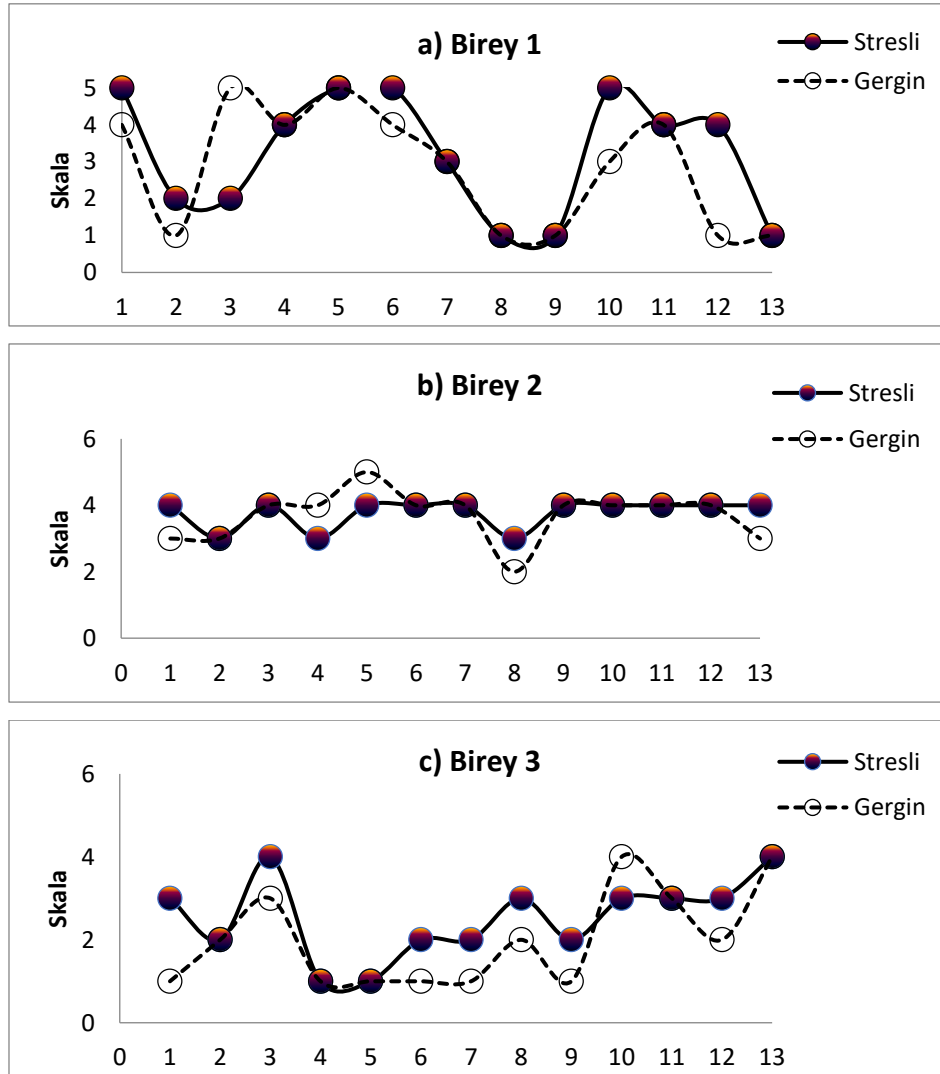 a) Birey 1
Stresli
Gergin
5
4
3
2
1
0
Skala
1 2 3 4 5 6 7 8 9 10 11 12 13
b) Birey 2
Stresli
Gergin
6
4
2
0
Skala
0 1 2 3 4 5 6 7 8 9 10 11 12 13
c) Birey 3
Stresli
Gergin
6
4
2
0
Skala
0 1 2 3 4 5 6 7 8 9 10 11 12 13